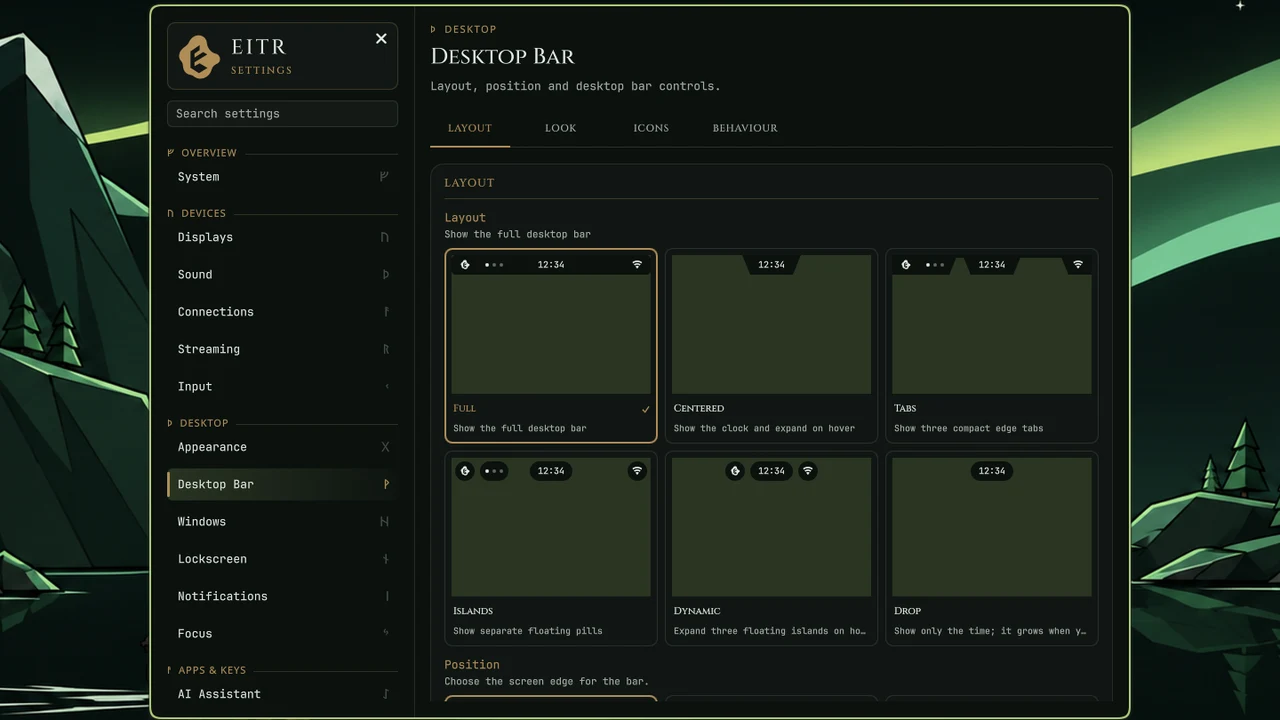 EITR
SETTINGS
Search settings
ᚠ OVERVIEW
System ᚠ
ᚢ DEVICES
Displays ᚢ
Sound ᚦ
Connections ᚨ
Streaming ᚱ
Input ᚲ
ᚦ DESKTOP
Appearance ᚷ
Desktop Bar ᚹ
Windows ᚺ
Lockscreen ᚾ
Notifications ᛁ
Focus ᛃ
ᚨ APPS & KEYS
AI Assistant ᛇ
ᚦ DESKTOP
Desktop Bar
Layout, position and desktop bar controls.
LAYOUT LOOK ICONS BEHAVIOUR
LAYOUT
Layout
Show the full desktop bar
12:34
Full
Show the full desktop bar
12:34
Centered
Show the clock and expand on hover
12:34
Tabs
Show three compact edge tabs
12:34
Islands
Show separate floating pills
12:34
Dynamic
Expand three floating islands on ho…
12:34
Drop
Show only the time; it grows when y…
Position
Choose the screen edge for the bar.